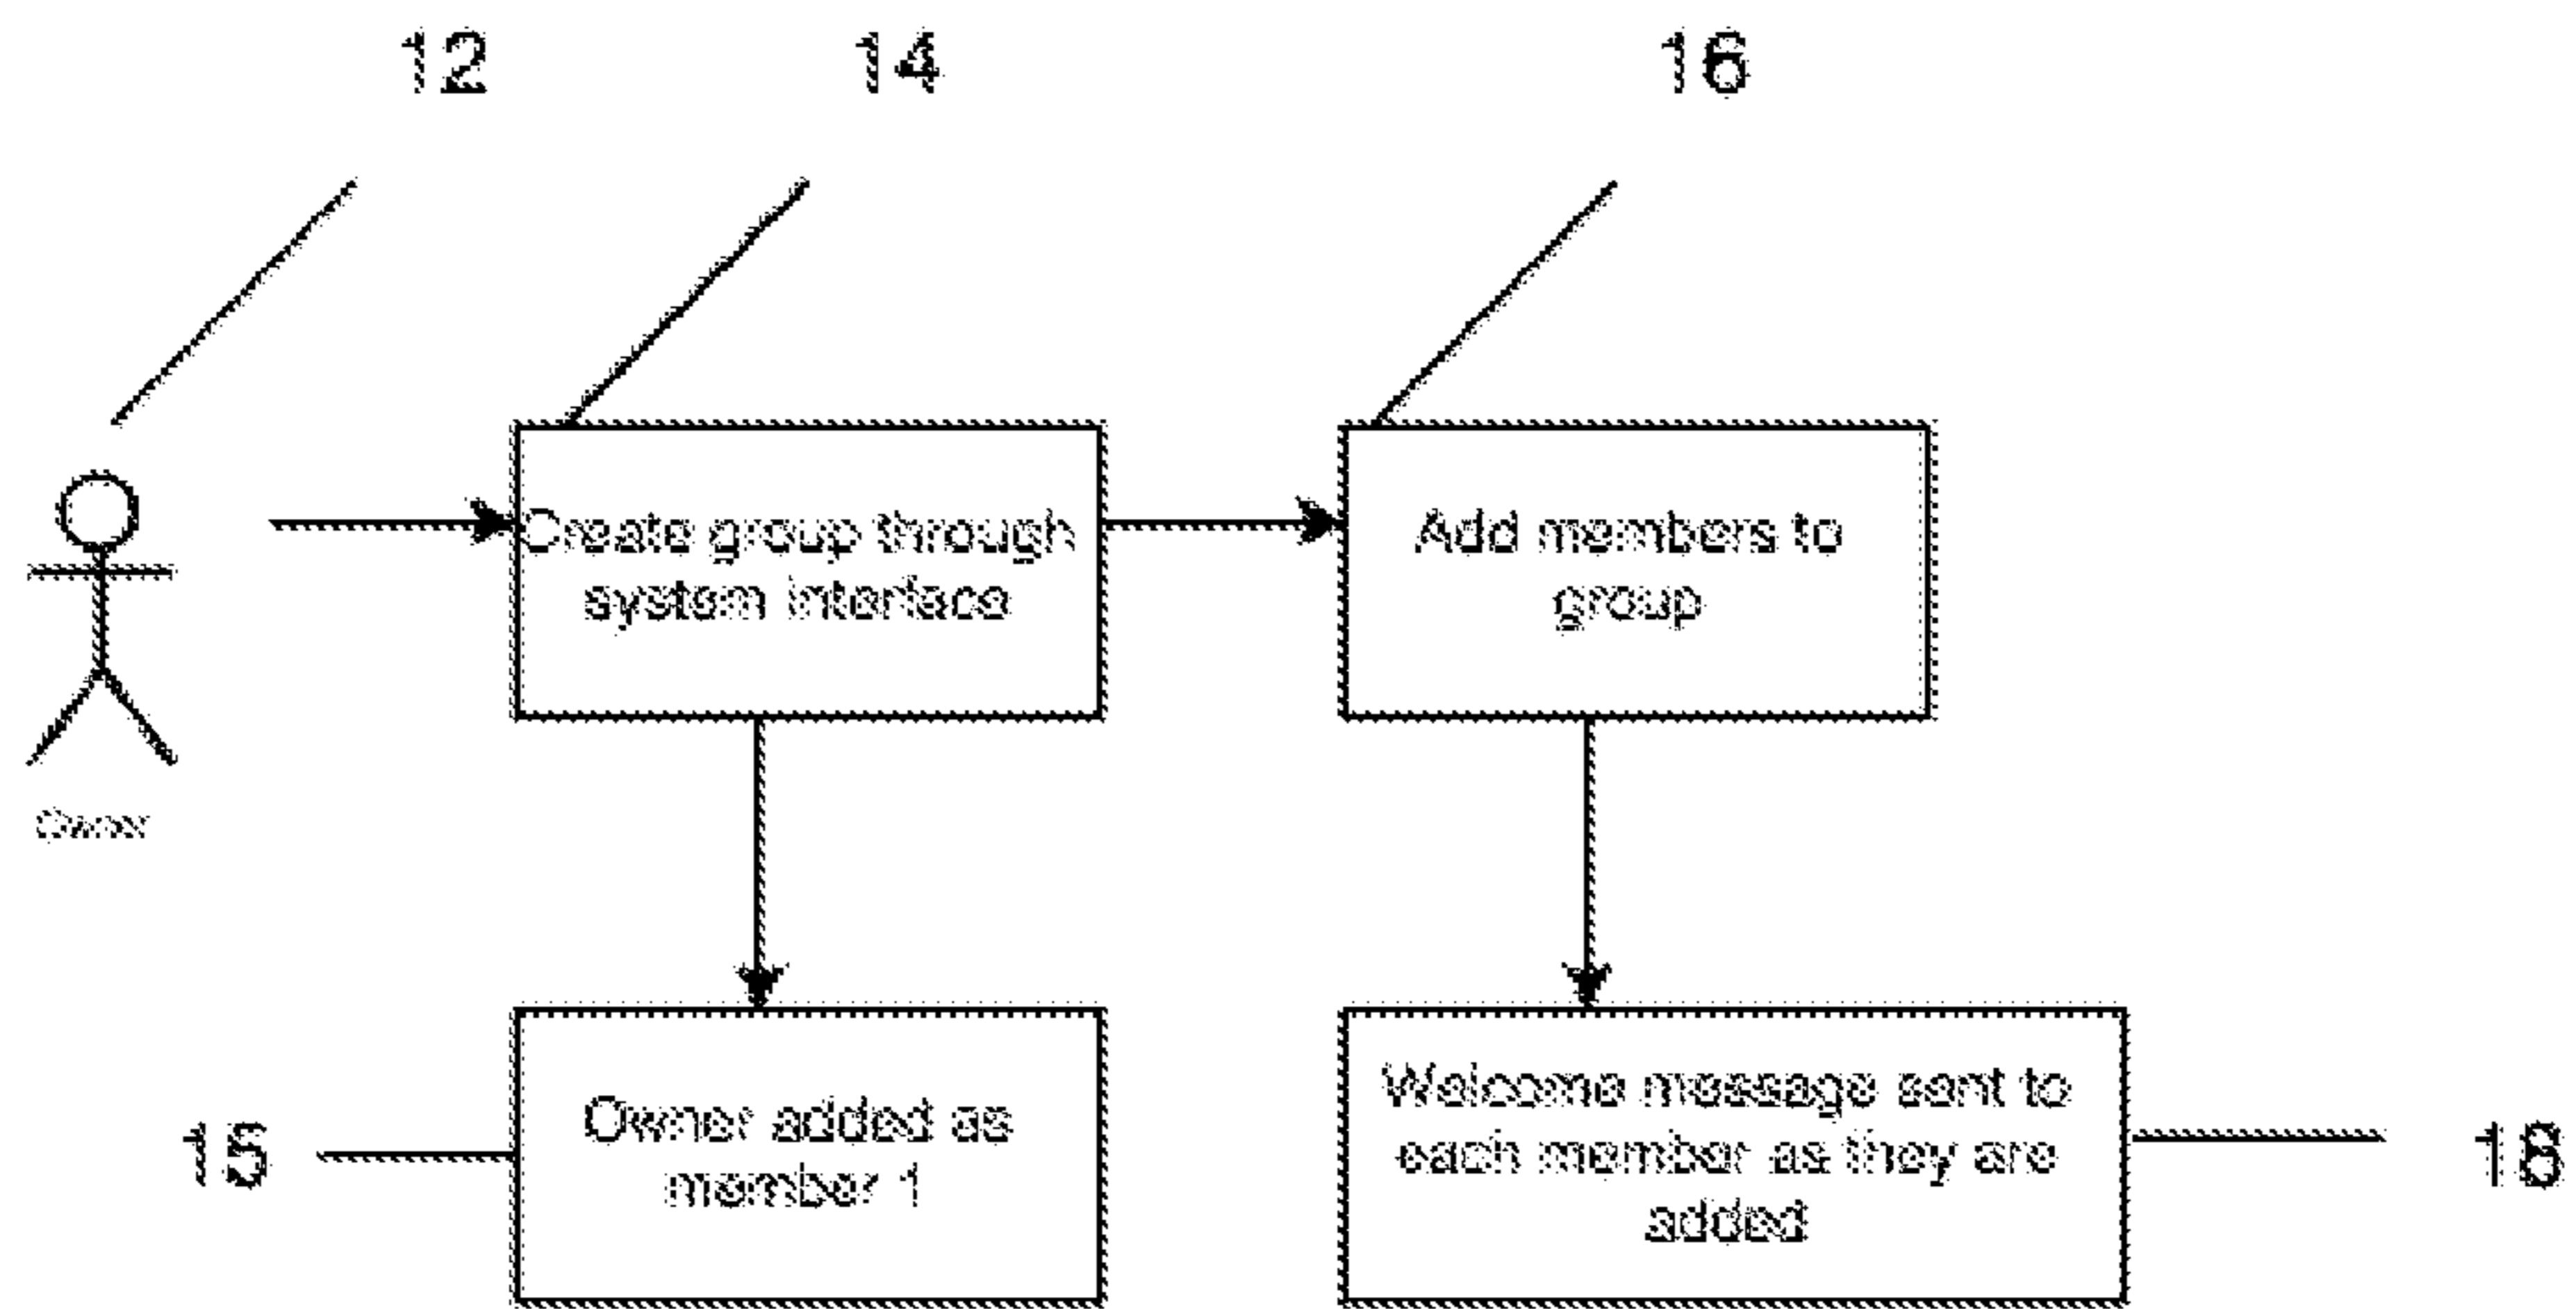 12
14
16
Create group through
system interface
Add members to
group
Owner
15
Owner added as
member 1
Welcome message sent to
each member as they are
added
18